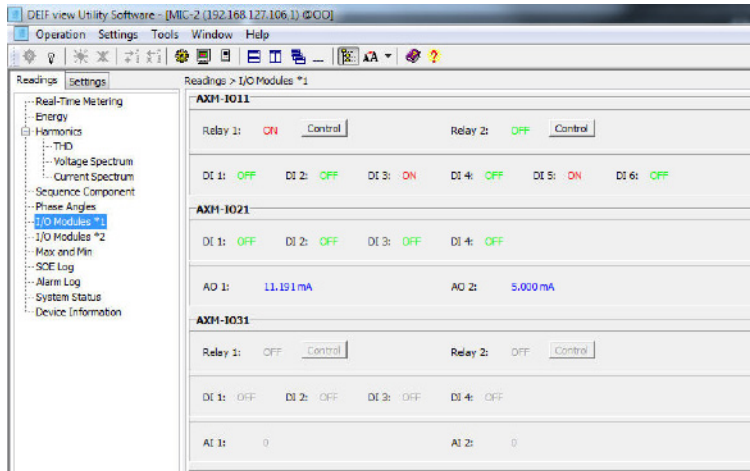 DEIF view Utility Software - [MIC-2 (192.168.127.106,1) @OO]
Operation Settings Tools Window Help
Readings Settings
Readings > I/O Modules *1
Real-Time Metering
Energy
Harmonics
THD
Voltage Spectrum
Current Spectrum
Sequence Component
Phase Angles
I/O Modules *1
I/O Modules *2
Max and Min
SOE Log
Alarm Log
System Status
Device Information
AXM-IO11
Relay 1: ON Control Relay 2: OFF Control
DI 1: OFF DI 2: OFF DI 3: ON DI 4: OFF DI 5: ON DI 6: OFF
AXM-IO21
DI 1: OFF DI 2: OFF DI 3: OFF DI 4: OFF
AO 1: 11.191 mA AO 2: 5.000 mA
AXM-IO31
Relay 1: OFF Control Relay 2: OFF Control
DI 1: OFF DI 2: OFF DI 3: OFF DI 4: OFF
AI 1: 0 AI 2: 0